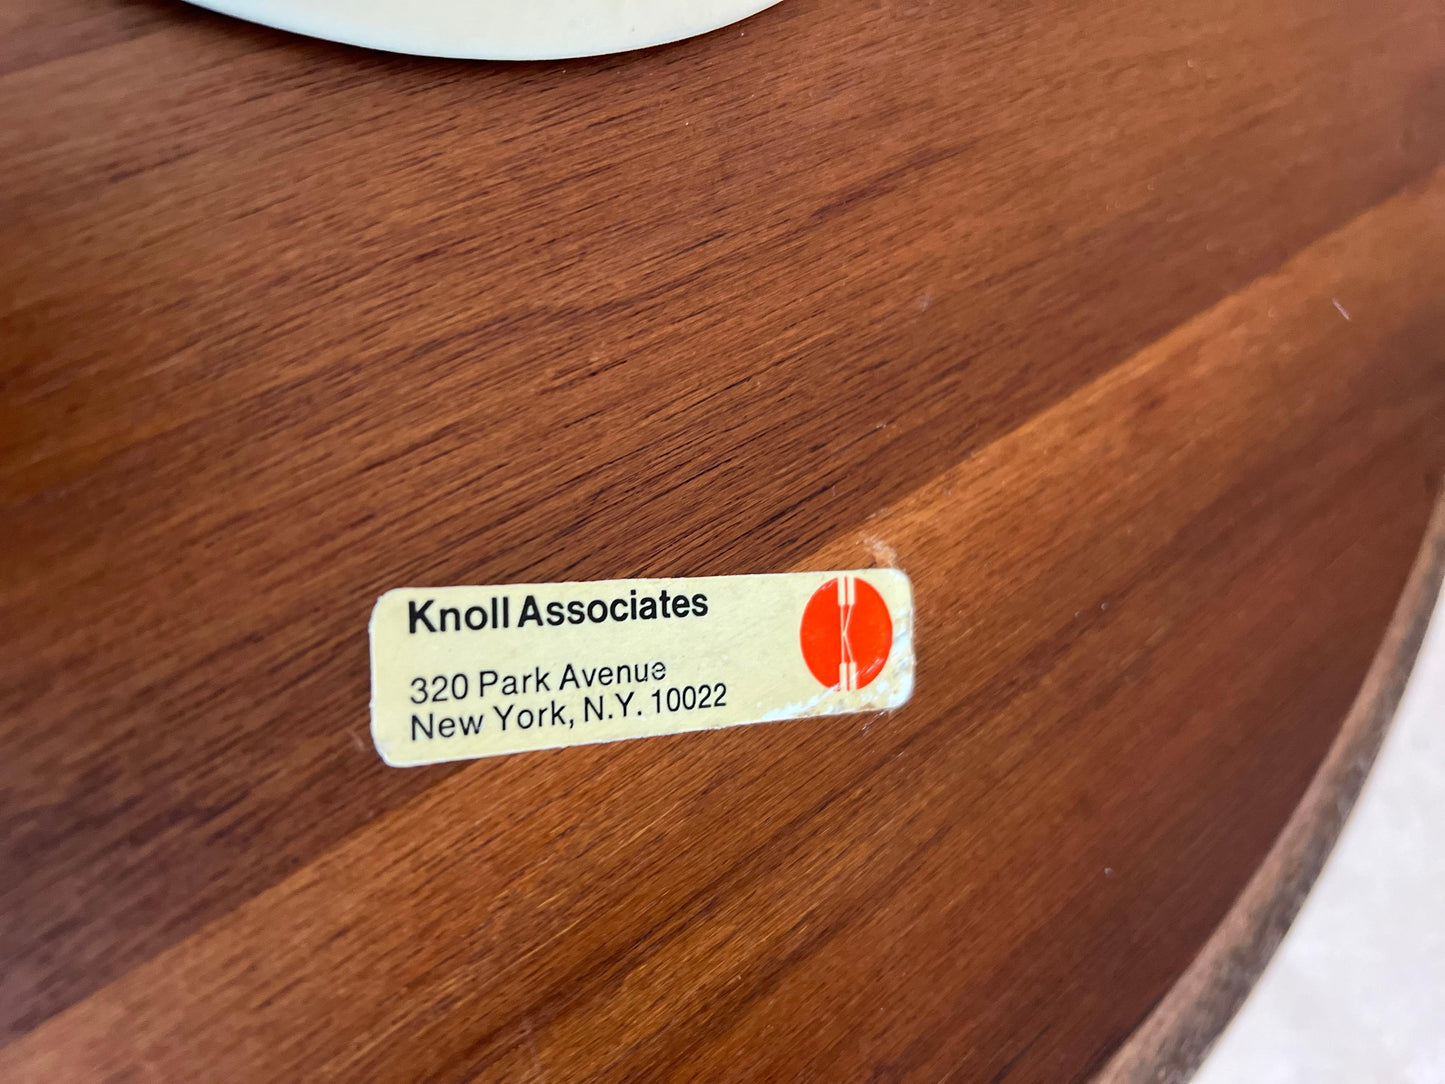 Knoll Associates
320 Park Avenue
New York, N.Y. 10022
K